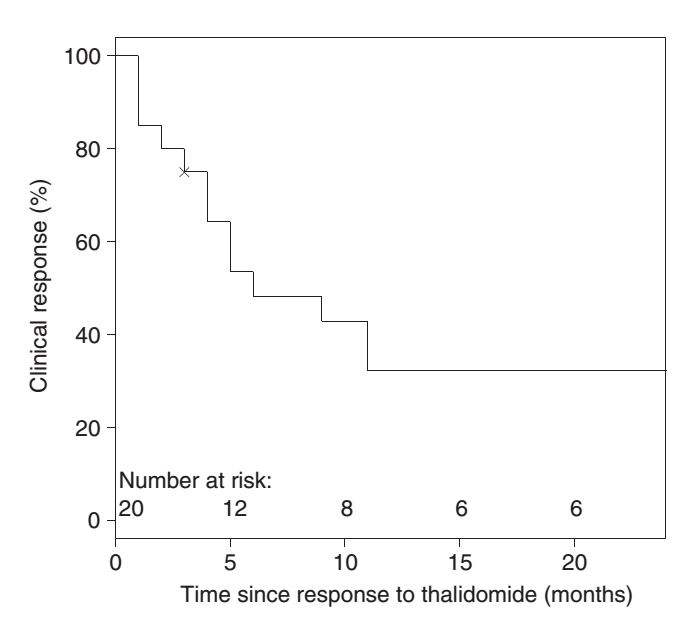 Clinical response (%)
100
80
60
40
20
0
Number at risk:
20 12 8 6 6
0 5 10 15 20
Time since response to thalidomide (months)